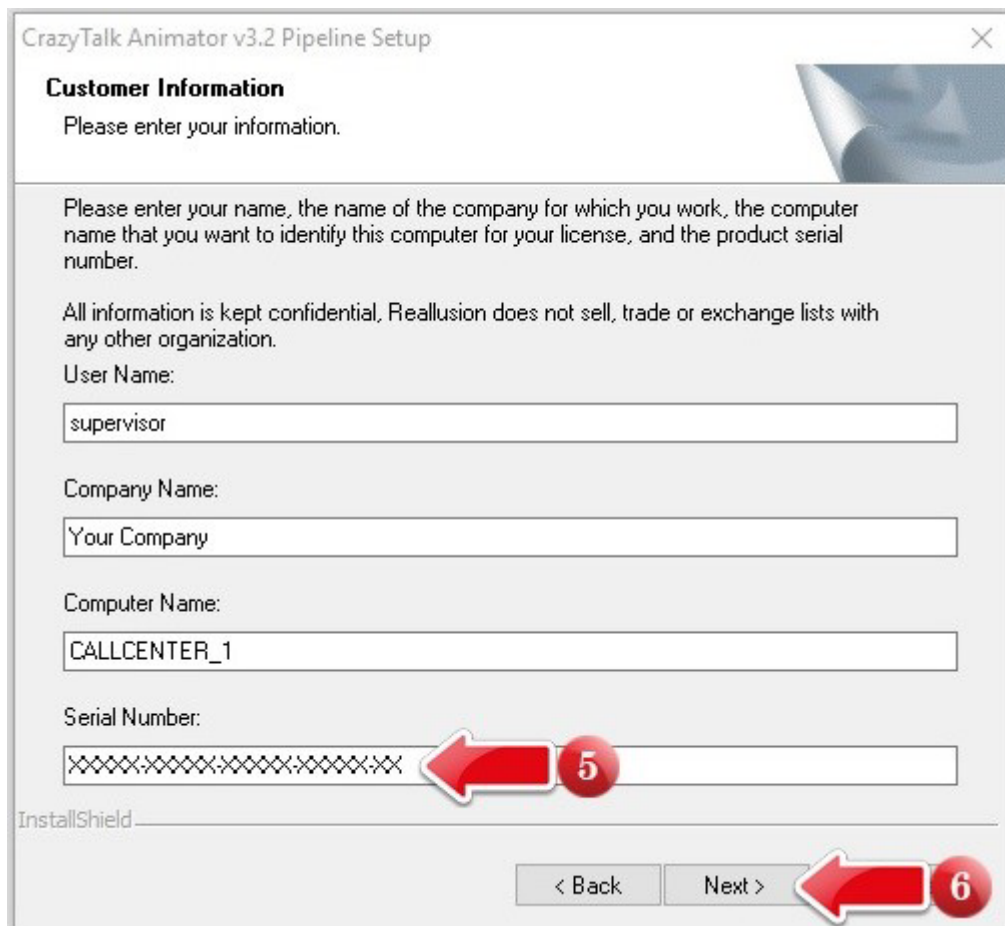 CrazyTalk Animator v3.2 Pipeline Setup
Customer Information
Please enter your information.
Please enter your name, the name of the company for which you work, the computer
name that you want to identify this computer for your license, and the product serial
number.
All information is kept confidential, Reallusion does not sell, trade or exchange lists with
any other organization.
User Name:
supervisor
Company Name:
Your Company
Computer Name:
CALLCENTER_1
Serial Number:
XXXXX-XXXXX-XXXXX-XXXXX-XX
5
InstallShield
< Back
Next >
6